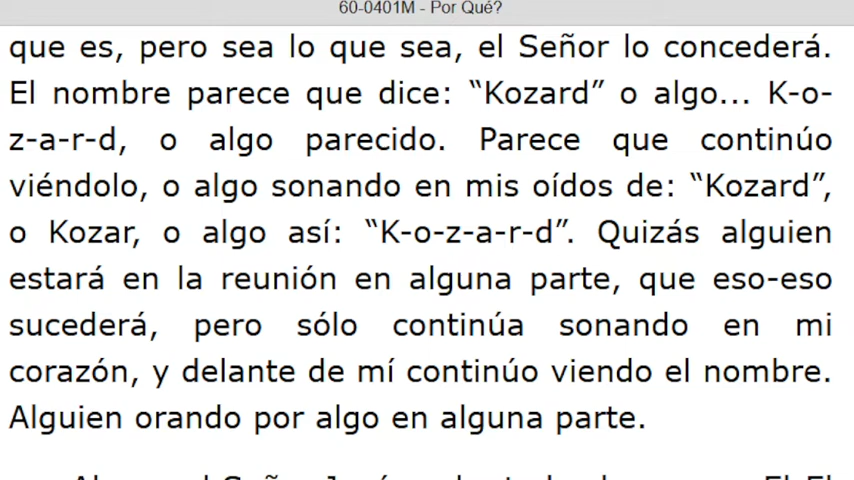 60-0401M - Por Qué?
que es, pero sea lo que sea, el Señor lo concederá.
El nombre parece que dice: “Kozard” o algo... K-o-
z-a-r-d, o algo parecido. Parece que continúo
viéndolo, o algo sonando en mis oídos de: “Kozard”,
o Kozar, o algo así: “K-o-z-a-r-d”. Quizás alguien
estará en la reunión en alguna parte, que eso-eso
sucederá, pero sólo continúa sonando en mi
corazón, y delante de mí continúo viendo el nombre.
Alguien orando por algo en alguna parte.